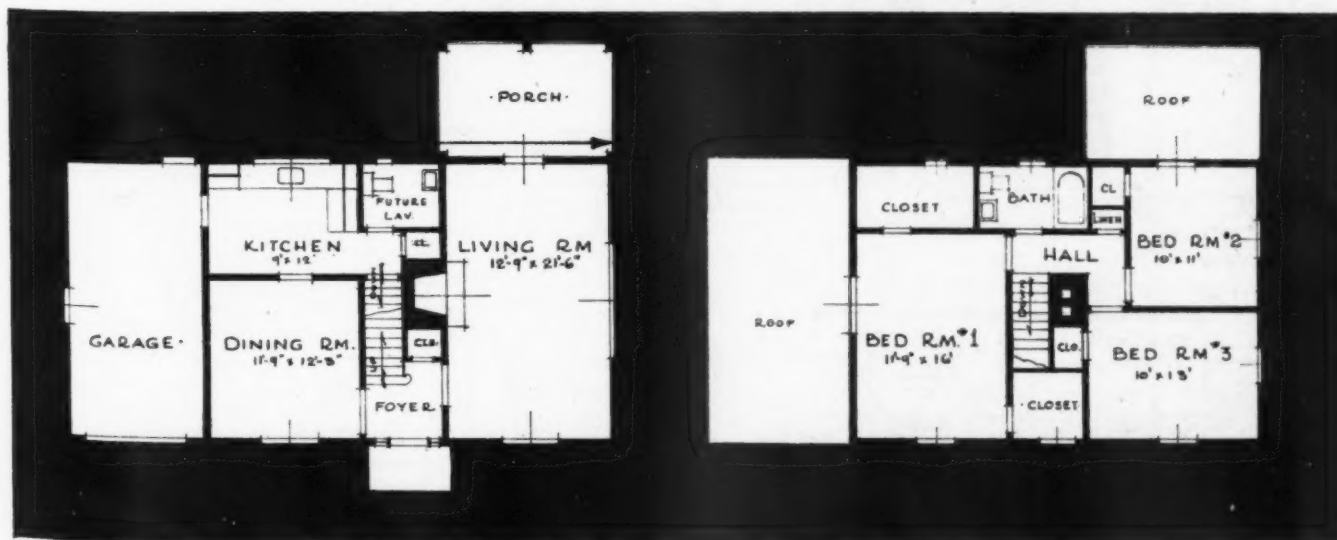 ·PORCH·
FUTURE
LAV.
CL.
KITCHEN
9' x 12'
LIVING RM
12'-9" x 21'-6"
GARAGE·
DINING RM.
11'-9" x 12'-3"
CLO.
FOYER
ROOF
CLOSET
BATH
CL
LINEN
BED RM #2
10' x 11'
HALL
ROOF
BED RM. #1
11'-9" x 16'
CLO.
BED RM #3
10' x 13'
·CLOSET·